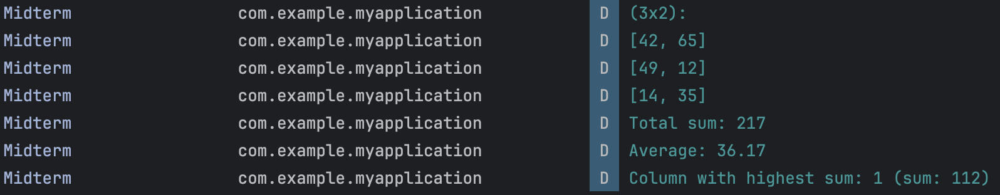 Midterm com.example.myapplication D (3x2):
Midterm com.example.myapplication D [42, 65]
Midterm com.example.myapplication D [49, 12]
Midterm com.example.myapplication D [14, 35]
Midterm com.example.myapplication D Total sum: 217
Midterm com.example.myapplication D Average: 36.17
Midterm com.example.myapplication D Column with highest sum: 1 (sum: 112)